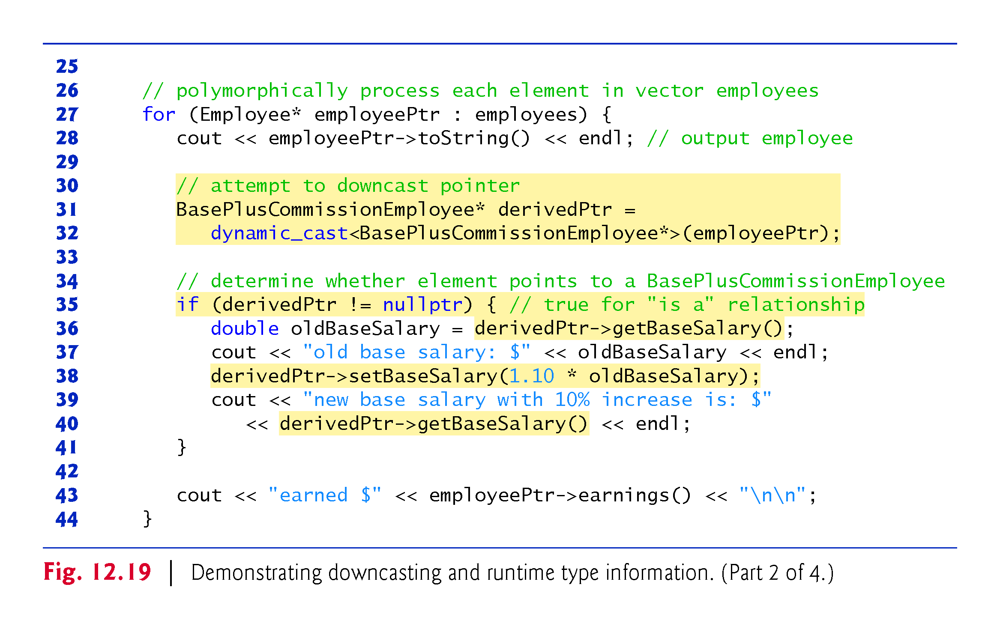 25
26 // polymorphically process each element in vector employees
27 for (Employee* employeePtr : employees) {
28 cout << employeePtr->toString() << endl; // output employee
29
30 // attempt to downcast pointer
31 BasePlusCommissionEmployee* derivedPtr =
32 dynamic_cast<BasePlusCommissionEmployee*>(employeePtr);
33
34 // determine whether element points to a BasePlusCommissionEmployee
35 if (derivedPtr != nullptr) { // true for "is a" relationship
36 double oldBaseSalary = derivedPtr->getBaseSalary();
37 cout << "old base salary: $" << oldBaseSalary << endl;
38 derivedPtr->setBaseSalary(1.10 * oldBaseSalary);
39 cout << "new base salary with 10% increase is: $"
40 << derivedPtr->getBaseSalary() << endl;
41 }
42
43 cout << "earned $" << employeePtr->earnings() << "\n\n";
44 }
Fig. 12.19 | Demonstrating downcasting and runtime type information. (Part 2 of 4.)